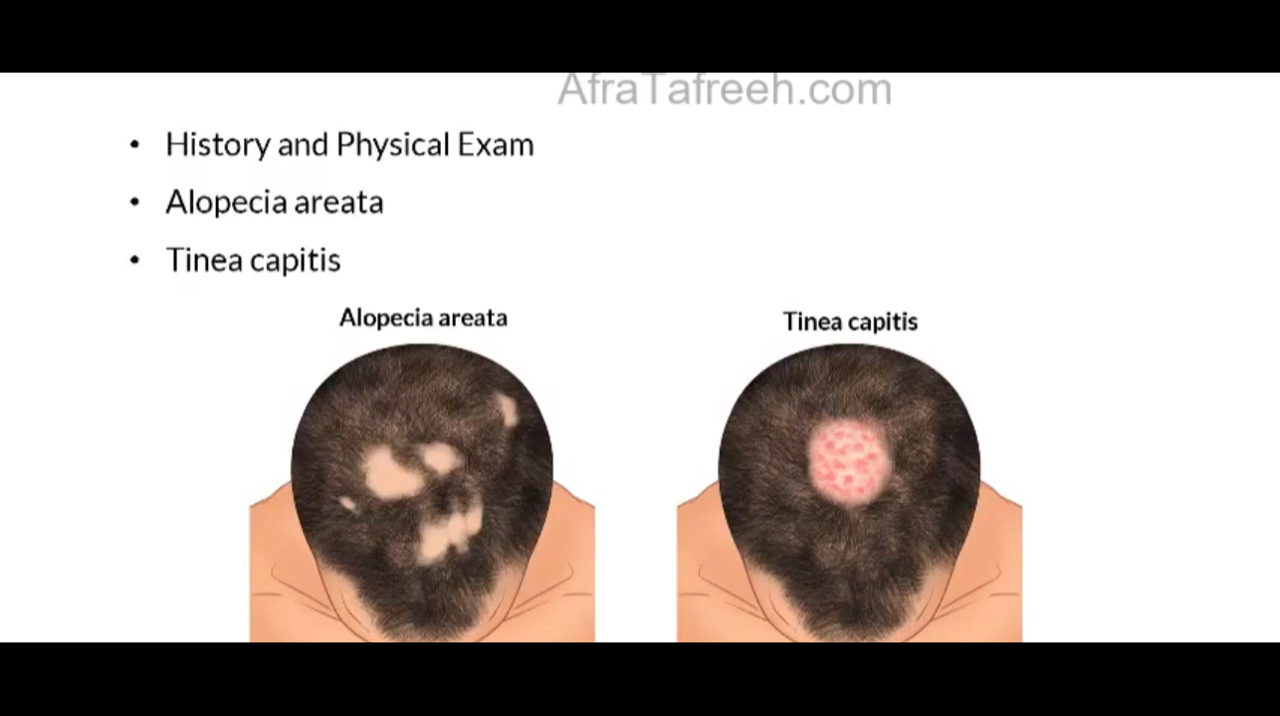 AfraTafreeh.com
• History and Physical Exam
• Alopecia areata
• Tinea capitis
Alopecia areata
Tinea capitis